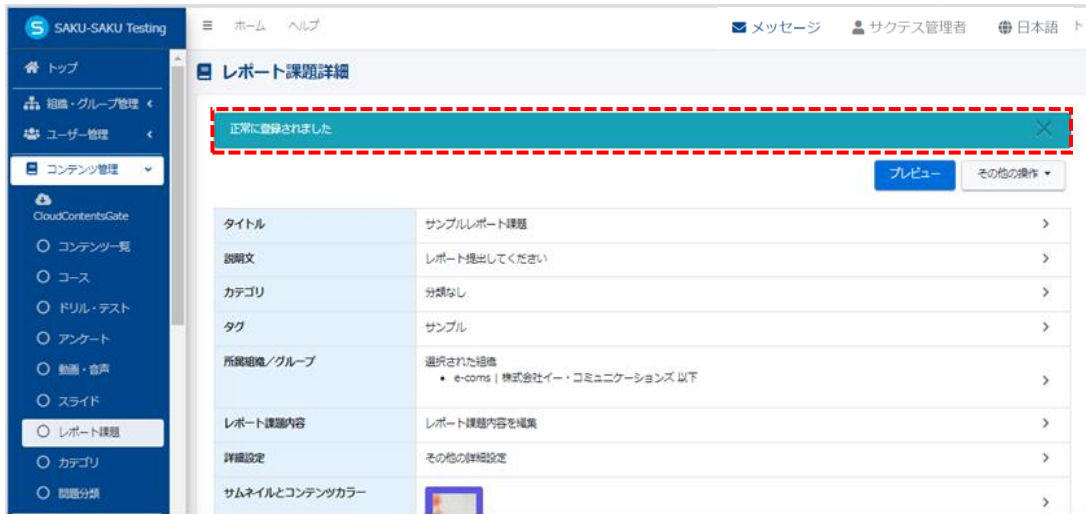 S SAKU-SAKU Testing
ホーム ヘルプ
メッセージ サクテス管理者 日本語 ト
トップ
レポート課題詳細
組織・グループ管理
ユーザー管理
正常に登録されました
コンテンツ管理
プレビュー その他の操作
CloudContentsGate
コンテンツ一覧
コース
ドリル・テスト
アンケート
動画・音声
スライド
レポート課題
カテゴリ
問題分類
タイトル サンプルレポート課題
説明文 レポート提出してください
カテゴリ 分類なし
タグ サンプル
所属組織／グループ 選択された組織
• e-coms | 株式会社イー・コミュニケーションズ 以下
レポート課題内容 レポート課題内容を編集
詳細設定 その他の詳細設定
サムネイルとコンテンツカラー